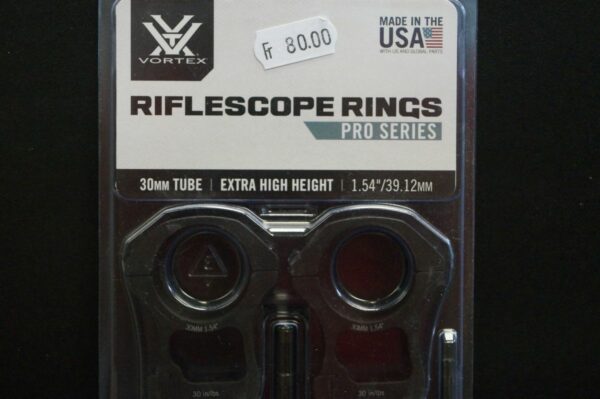 VORTEX
Fr 80.00
MADE IN THE
USA
WITH US AND GLOBAL PARTS
RIFLESCOPE RINGS
PRO SERIES
30MM TUBE | EXTRA HIGH HEIGHT | 1.54"/39.12MM
30MM 1.54"
30MM 1.54"
30 in/lbs
30 in/lbs